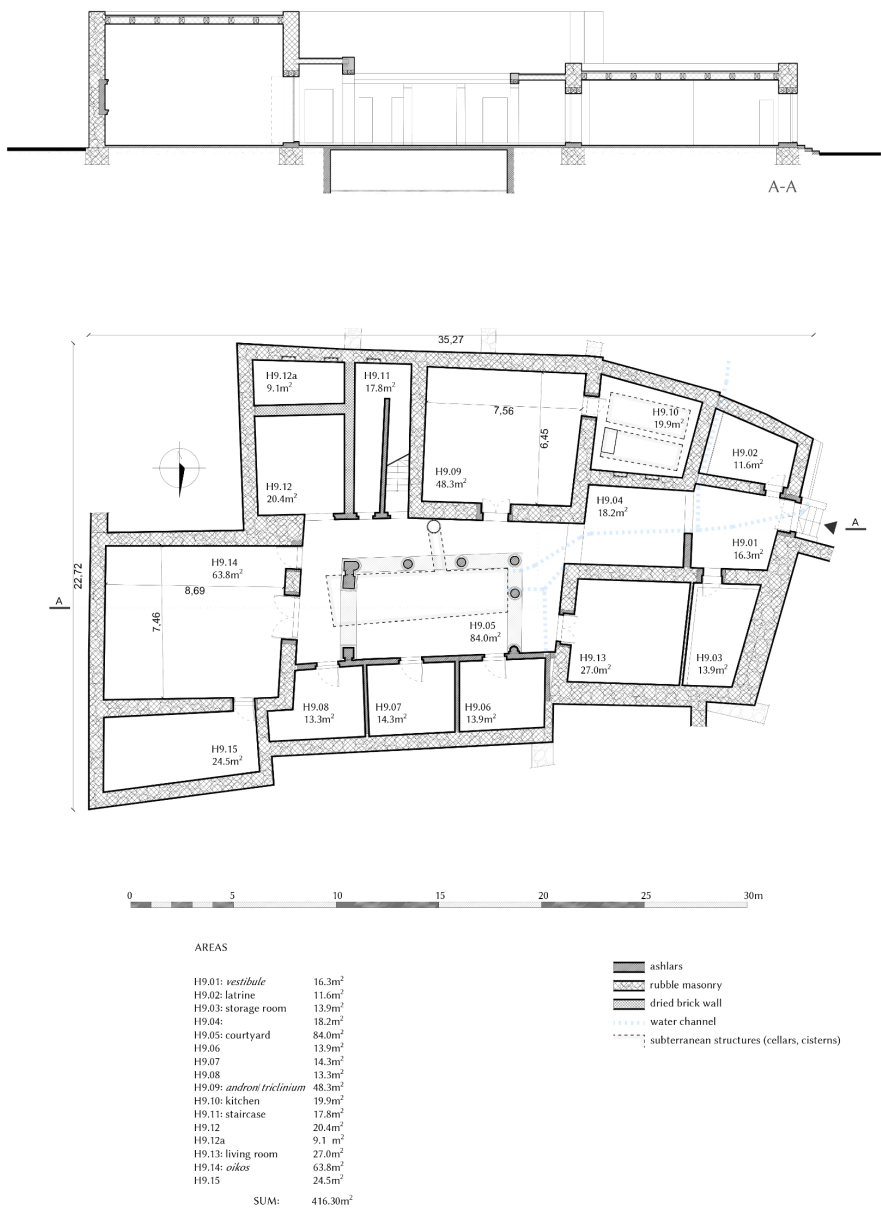 A-A
35,27
22,72
H9.12a
9.1m²
H9.11
17.8m²
7,56
6,45
H9.10
19.9m²
H9.02
11.6m²
H9.12
20.4m²
H9.09
48.3m²
H9.04
18.2m²
H9.01
16.3m²
A
H9.14
63.8m²
8,69
7,46
A
H9.05
84.0m²
H9.13
27.0m²
H9.03
13.9m²
H9.08
13.3m²
H9.07
14.3m²
H9.06
13.9m²
H9.15
24.5m²
0 5 10 15 20 25 30m
AREAS
H9.01: vestibule 16.3m²
H9.02: latrine 11.6m²
H9.03: storage room 13.9m²
H9.04: 18.2m²
H9.05: courtyard 84.0m²
H9.06 13.9m²
H9.07 14.3m²
H9.08 13.3m²
H9.09: andron/triclinium 48.3m²
H9.10: kitchen 19.9m²
H9.11: staircase 17.8m²
H9.12 20.4m²
H9.12a 9.1 m²
H9.13: living room 27.0m²
H9.14: oikos 63.8m²
H9.15 24.5m²
SUM: 416.30m²
ashlars
rubble masonry
dried brick wall
water channel
subterranean structures (cellars, cisterns)